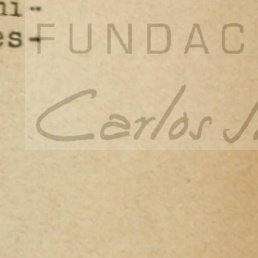 ni-
es-
FUNDAC
Carlos